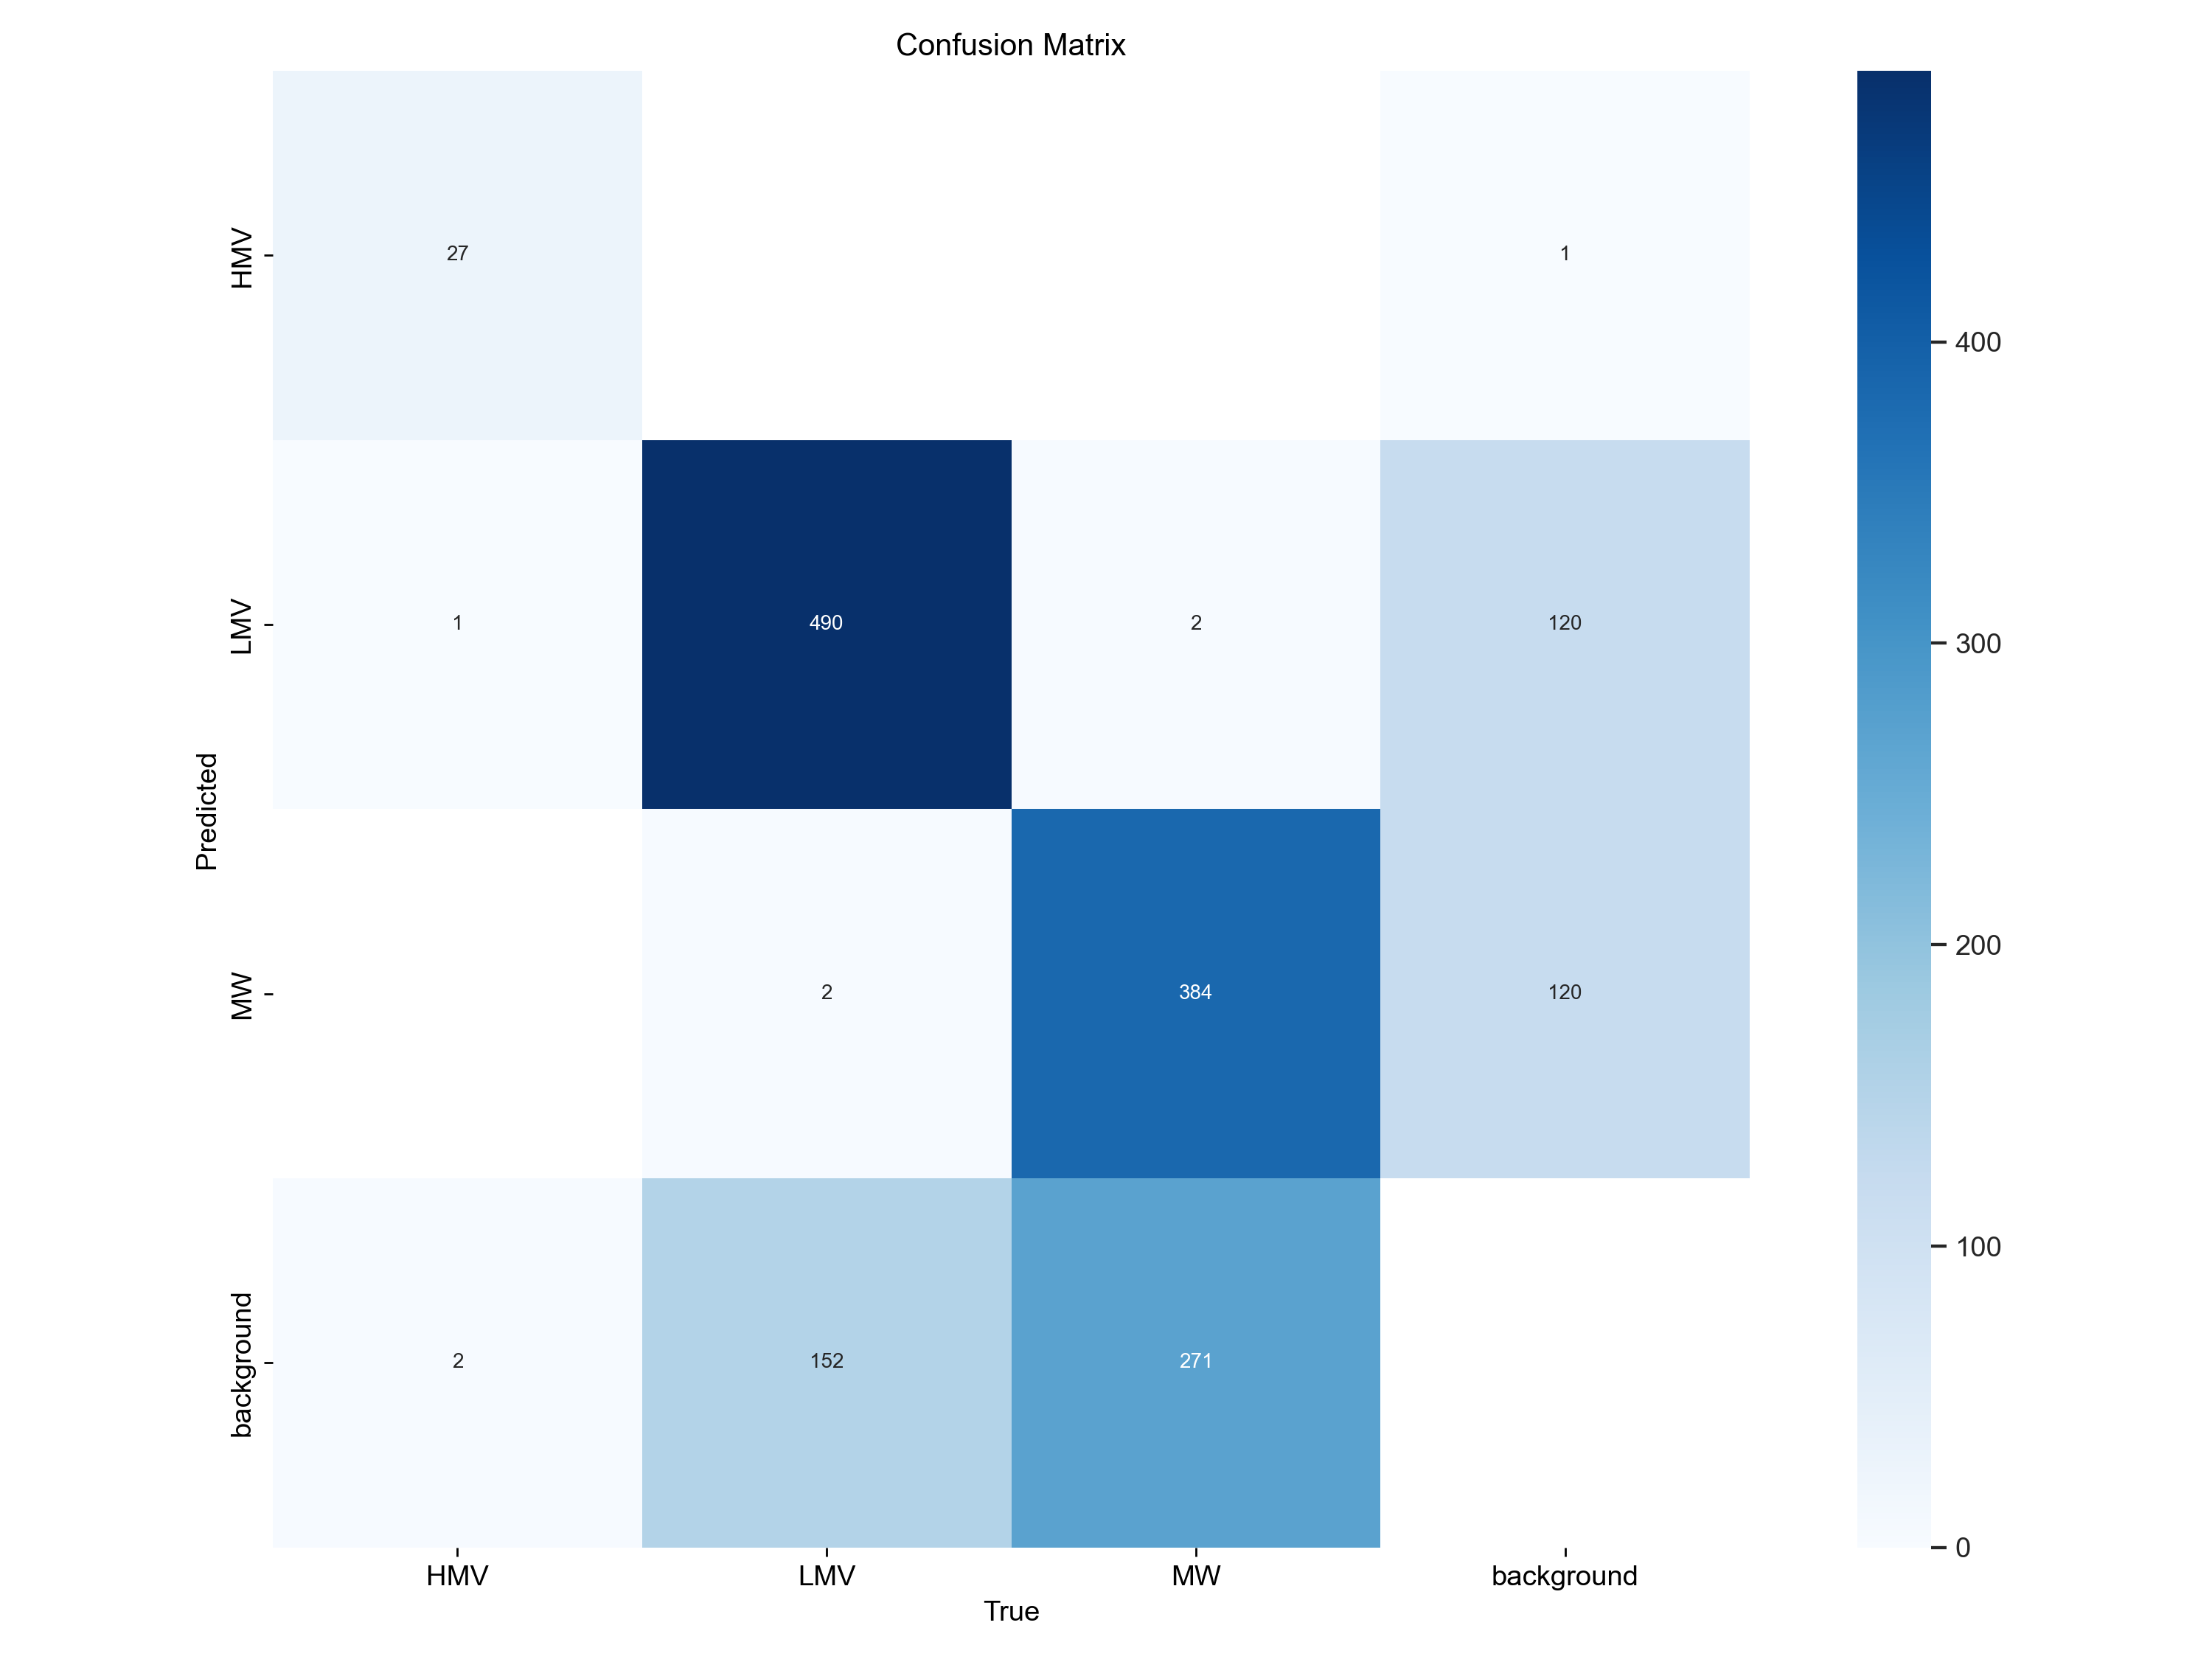 Confusion Matrix
HMV
27
1
400
LMV
1
490
2
120
300
Predicted
MW
2
384
120
200
background
2
152
271
100
0
HMV
LMV
MW
background
True